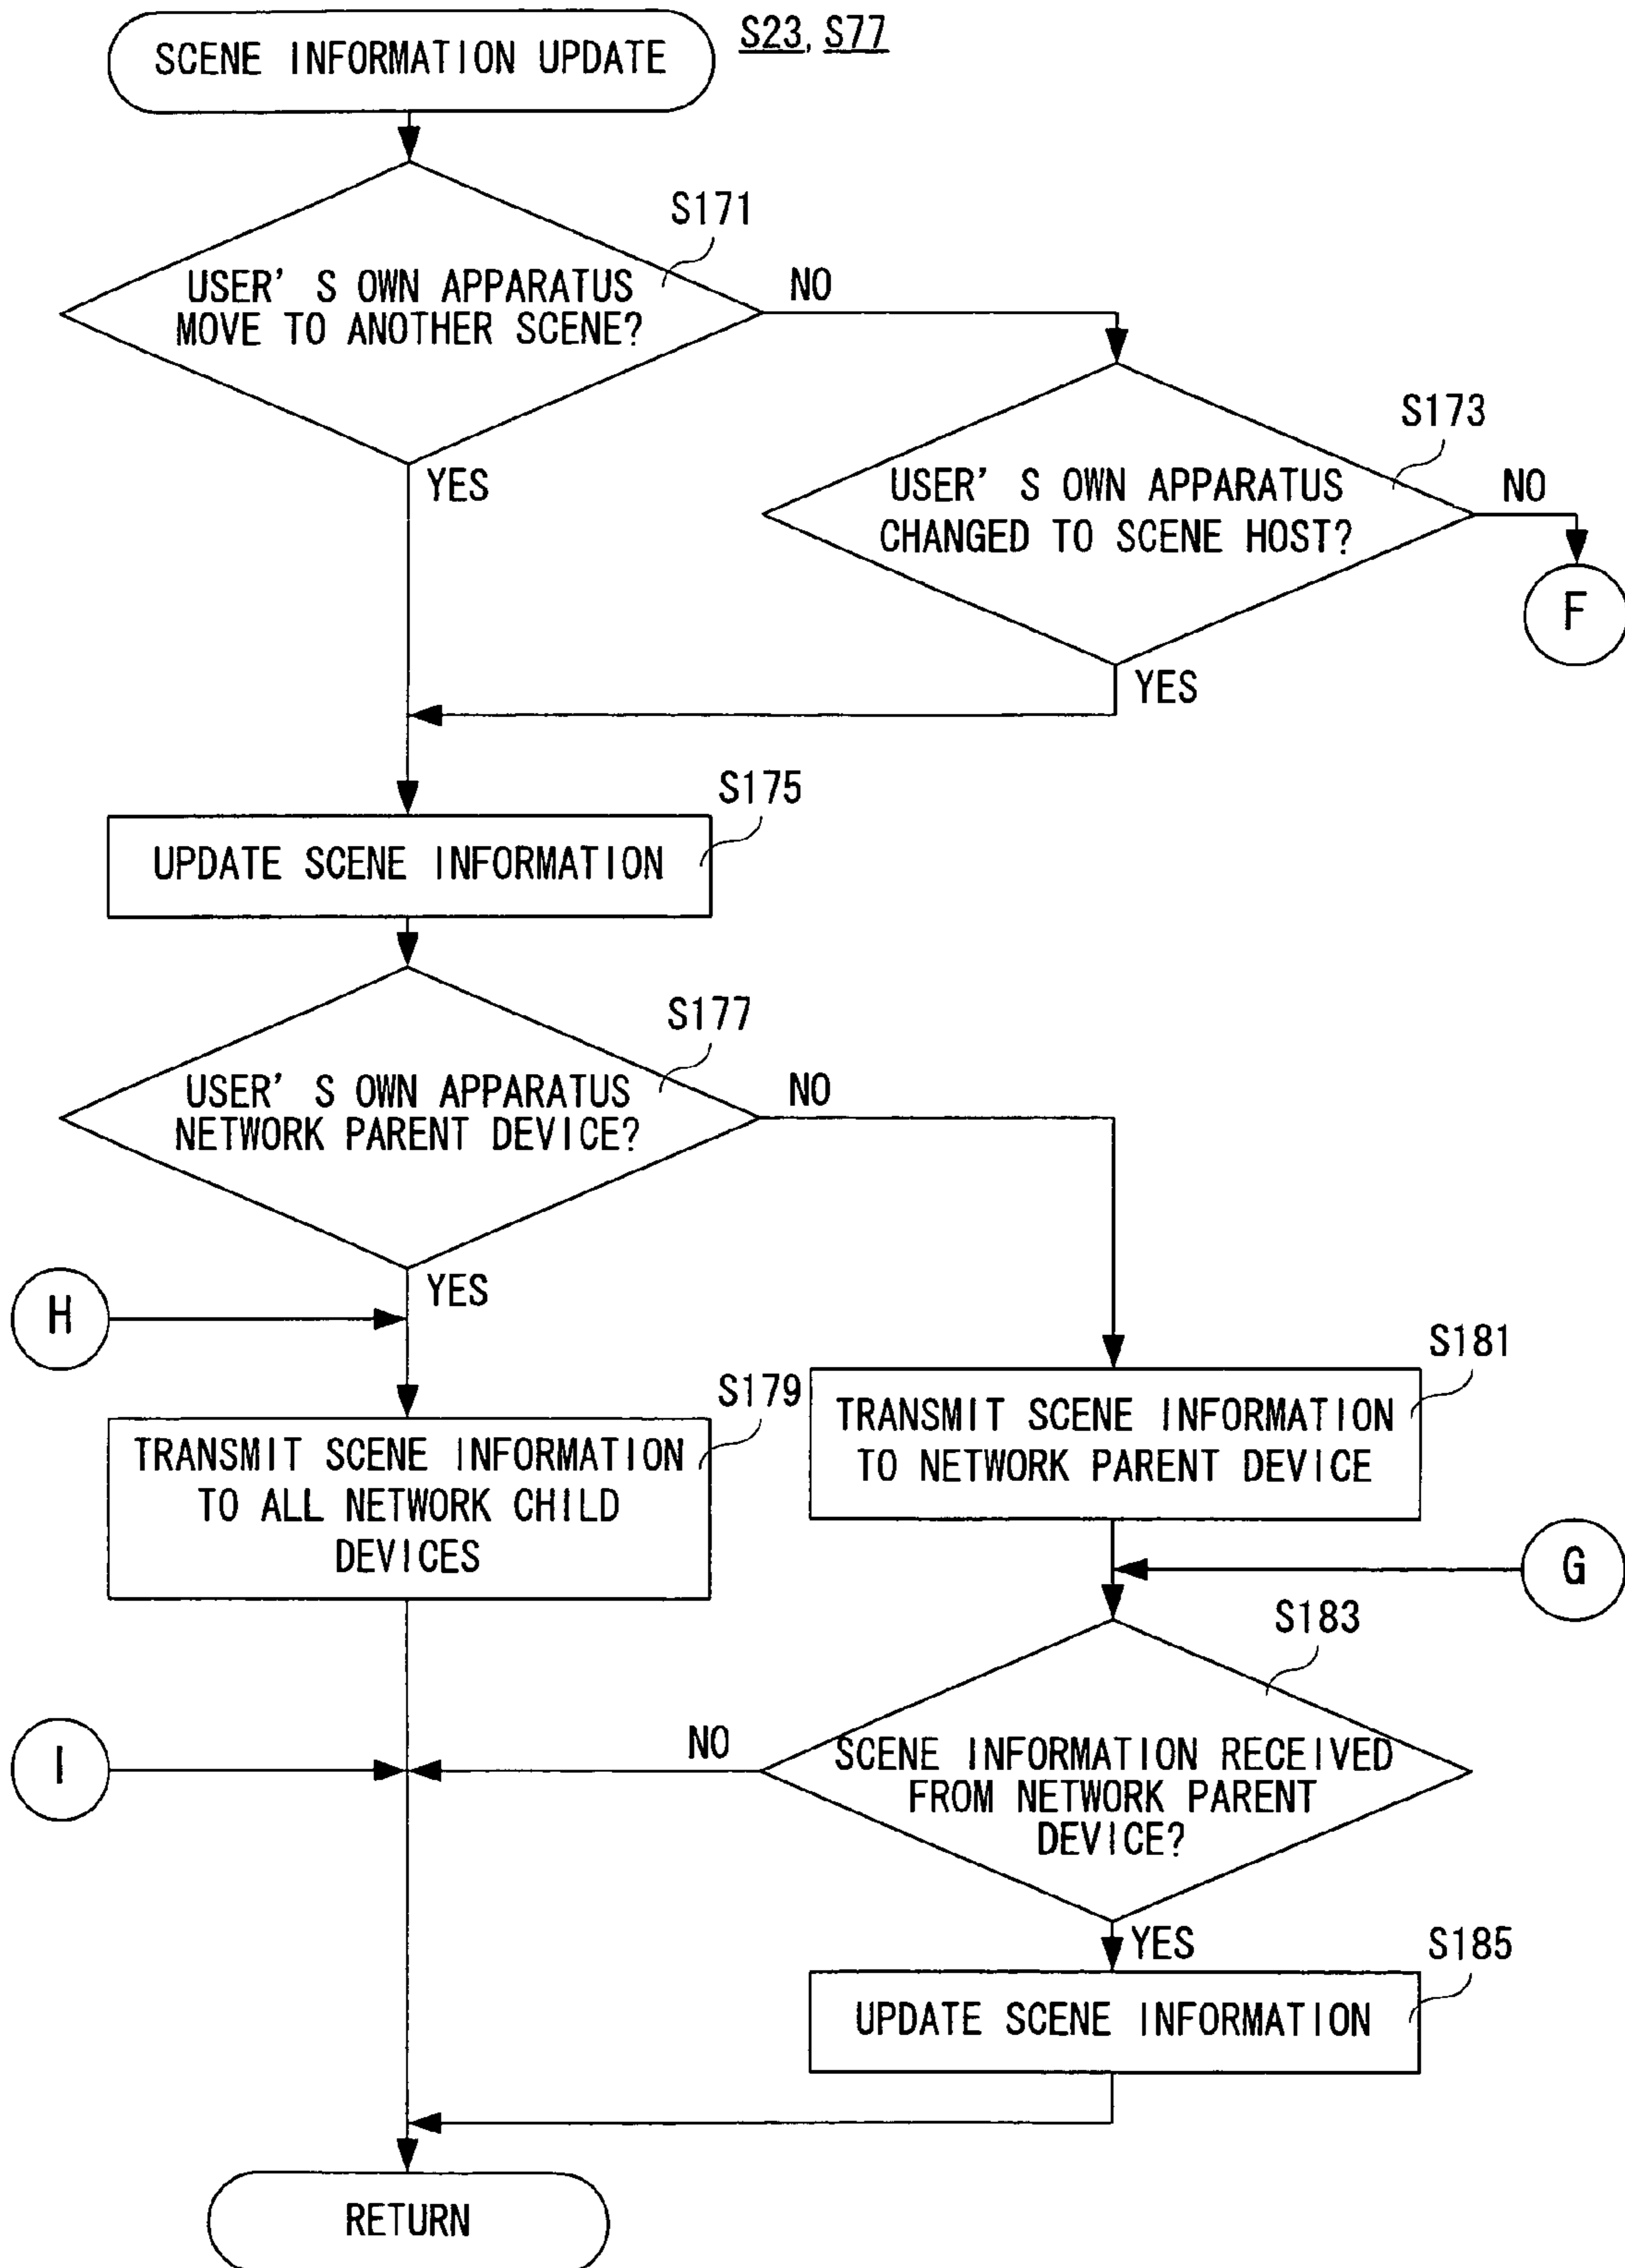 SCENE INFORMATION UPDATE
S23, S77
S171
USER' S OWN APPARATUS
MOVE TO ANOTHER SCENE?
NO
YES
S173
USER' S OWN APPARATUS
CHANGED TO SCENE HOST?
NO
F
YES
S175
UPDATE SCENE INFORMATION
S177
USER' S OWN APPARATUS
NETWORK PARENT DEVICE?
NO
YES
H
S179
TRANSMIT SCENE INFORMATION
TO ALL NETWORK CHILD
DEVICES
S181
TRANSMIT SCENE INFORMATION
TO NETWORK PARENT DEVICE
G
S183
SCENE INFORMATION RECEIVED
FROM NETWORK PARENT
DEVICE?
NO
I
YES
S185
UPDATE SCENE INFORMATION
RETURN